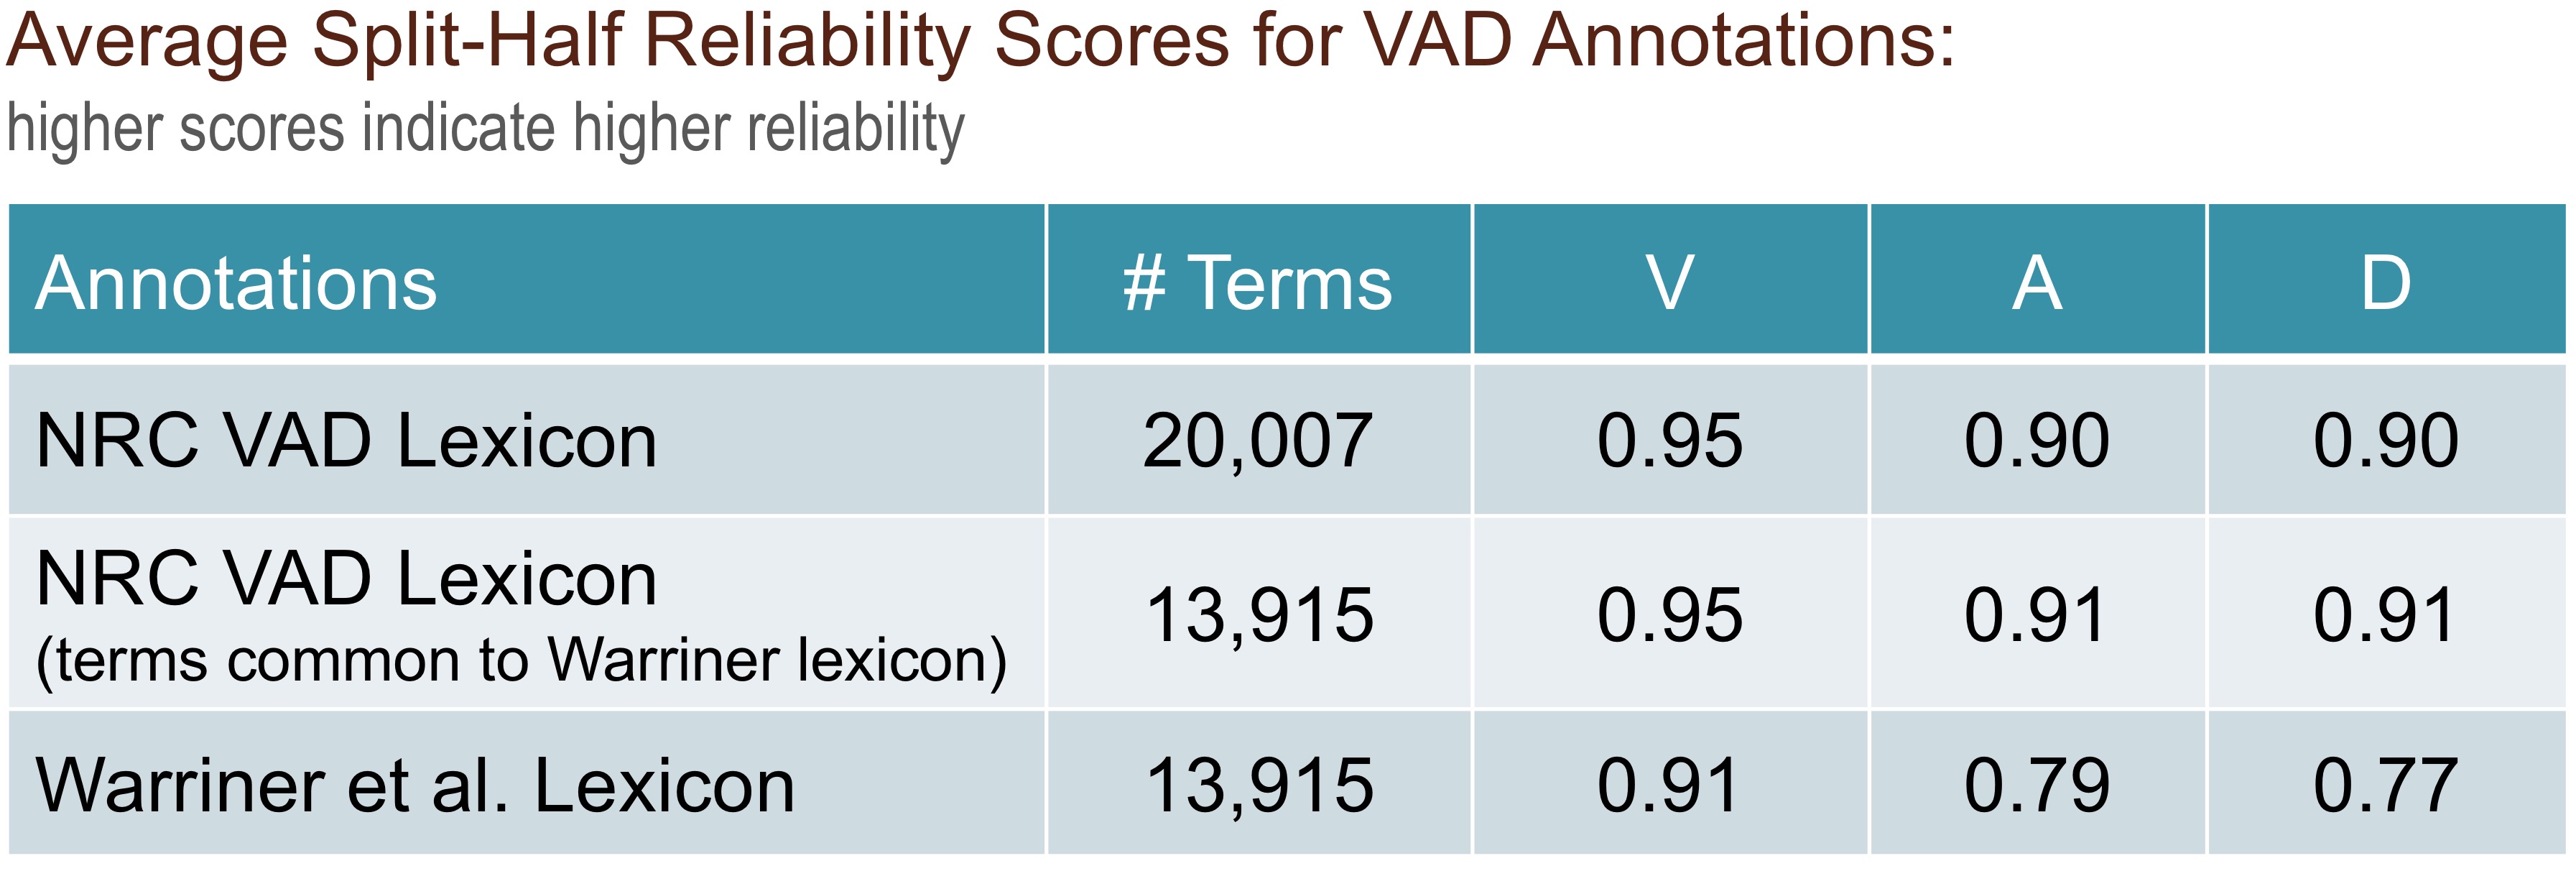 Average Split-Half Reliability Scores for VAD Annotations:
higher scores indicate higher reliability
Annotations # Terms V A D
NRC VAD Lexicon 20,007 0.95 0.90 0.90
NRC VAD Lexicon
(terms common to Warriner lexicon) 13,915 0.95 0.91 0.91
Warriner et al. Lexicon 13,915 0.91 0.79 0.77